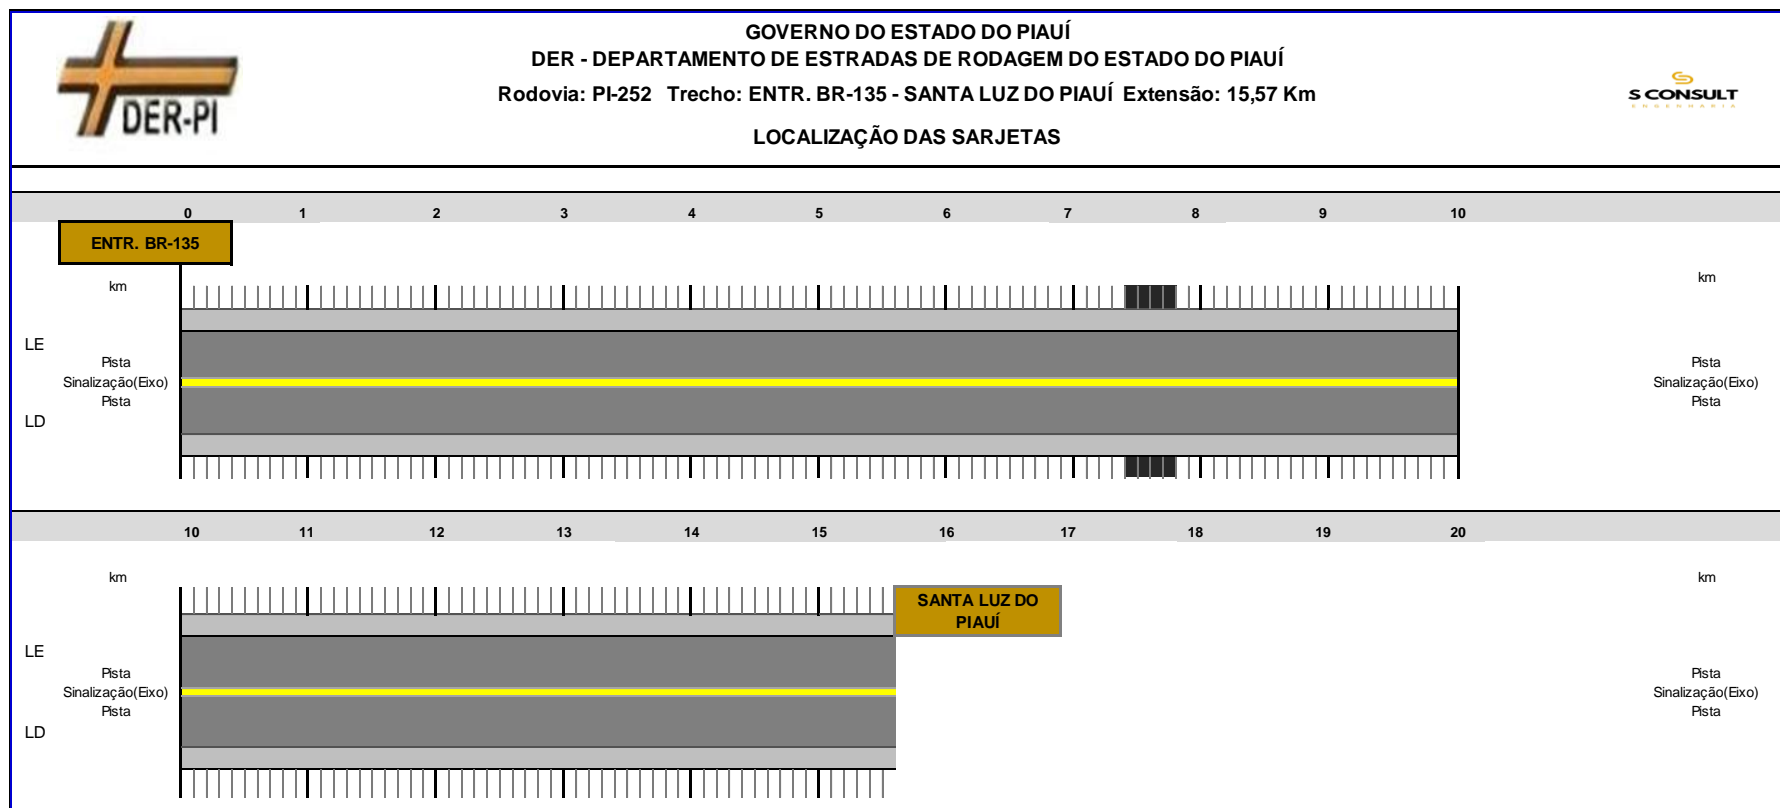 GOVERNO DO ESTADO DO PIAUÍ
DER - DEPARTAMENTO DE ESTRADAS DE RODAGEM DO ESTADO DO PIAUÍ
Rodovia: PI-252 Trecho: ENTR. BR-135 - SANTA LUZ DO PIAUÍ Extensão: 15,57 Km
LOCALIZAÇÃO DAS SARJETAS
DER-PI
S CONSULT
ENGENHARIA
0 1 2 3 4 5 6 7 8 9 10
ENTR. BR-135
km
km
LE
Pista
Sinalização(Eixo)
Pista
LD
Pista
Sinalização(Eixo)
Pista
10 11 12 13 14 15 16 17 18 19 20
km
km
SANTA LUZ DO
PIAUÍ
LE
Pista
Sinalização(Eixo)
Pista
LD
Pista
Sinalização(Eixo)
Pista